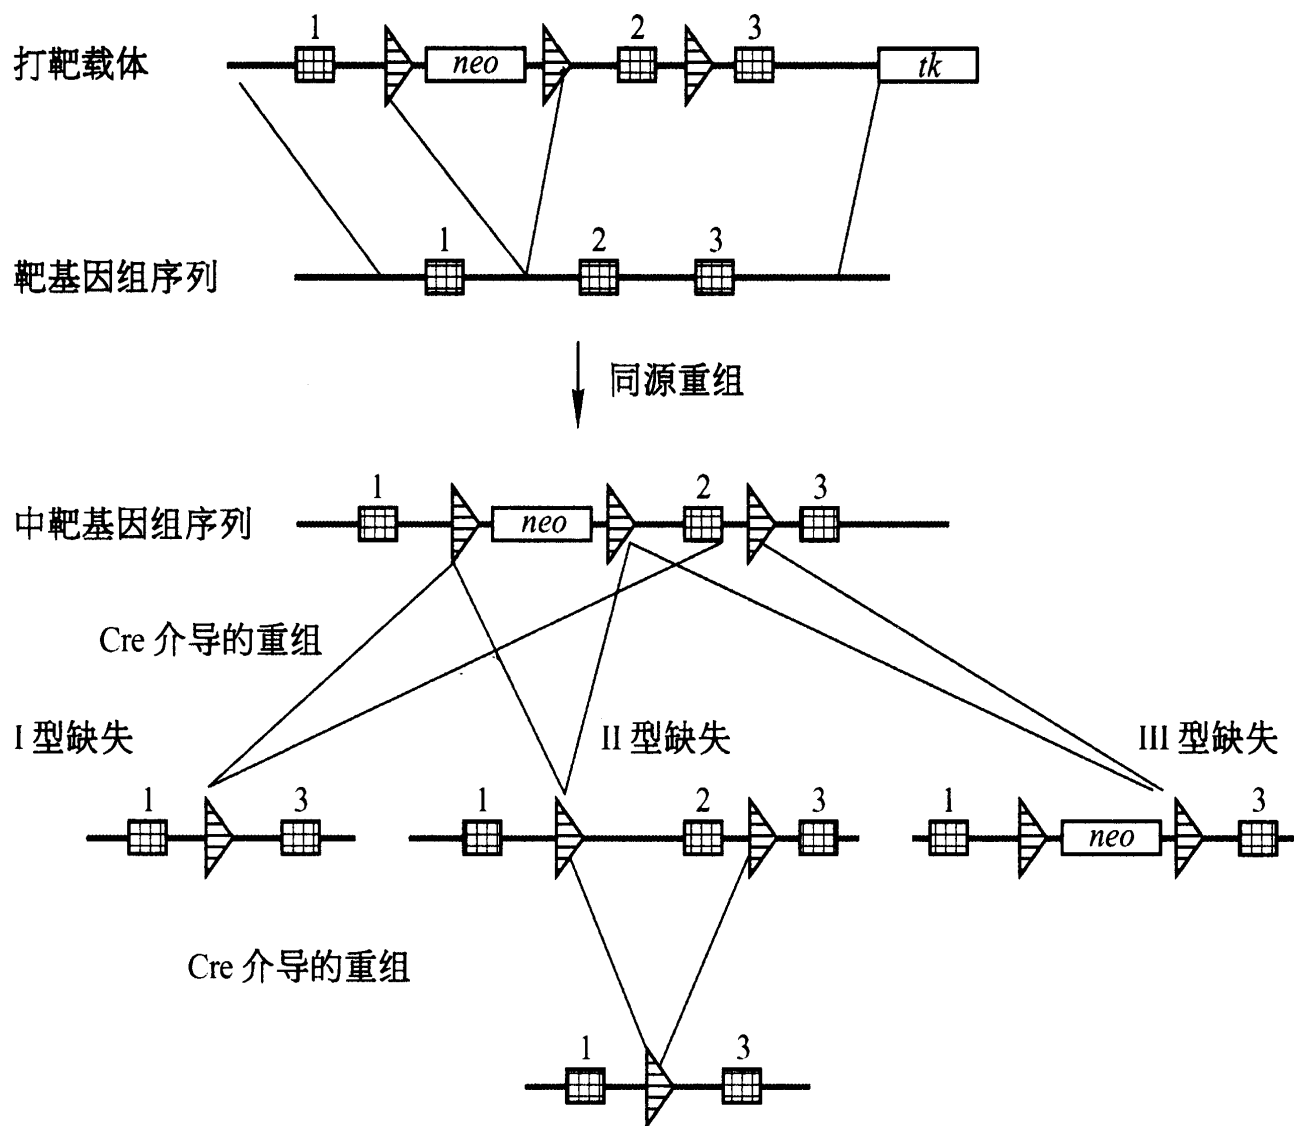 1 2 3
打靶载体 neo tk
1 2 3
靶基因组序列
同源重组
1 2 3
中靶基因组序列 neo
Cre 介导的重组
I 型缺失 II 型缺失 III 型缺失
1 3 1 2 3 1 3
neo
Cre 介导的重组
1 3